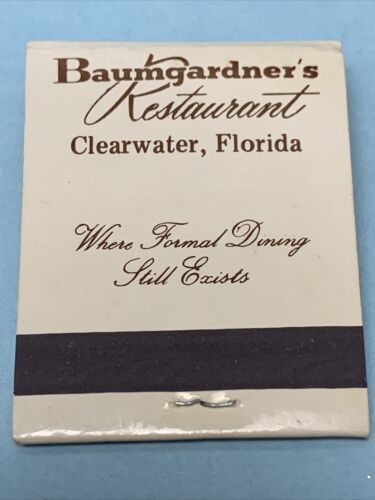 Baumgardner's
Restaurant
Clearwater, Florida
Where Formal Dining
Still Exists